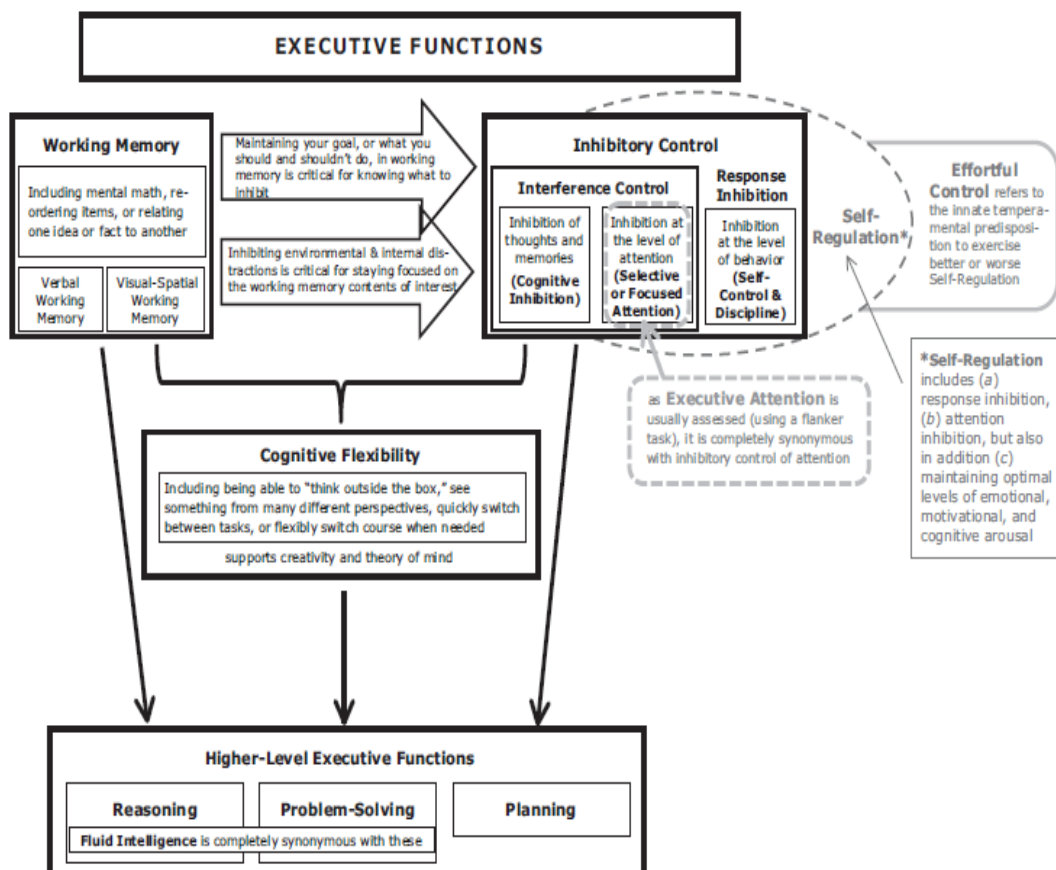 EXECUTIVE FUNCTIONS
Working Memory
Including mental math, re-
ordering items, or relating
one idea or fact to another
Verbal
Working
Memory
Visual-Spatial
Working
Memory
Maintaining your goal, or what you
should and shouldn't do, in working
memory is critical for knowing what to
inhibit
Inhibiting environmental & internal dis-
tractions is critical for staying focused on
the working memory contents of interest
Inhibitory Control
Interference Control
Inhibition of
thoughts and
memories
(Cognitive
Inhibition)
Inhibition at
the level of
attention
(Selective
or Focused
Attention)
Response
Inhibition
Inhibition
at the level
of behavior
(Self-
Control &
Discipline)
Self-
Regulation*
Effortful
Control refers to
the innate tempera-
mental predisposi-
tion to exercise
better or worse
Self-Regulation
*Self-Regulation
includes (a)
response inhibition,
(b) attention
inhibition, but also
in addition (c)
maintaining optimal
levels of emotional,
motivational, and
cognitive arousal
as Executive Attention is
usually assessed (using a flanker
task), it is completely synonymous
with inhibitory control of attention
Cognitive Flexibility
Including being able to "think outside the box," see
something from many different perspectives, quickly switch
between tasks, or flexibly switch course when needed
supports creativity and theory of mind
Higher-Level Executive Functions
Reasoning
Problem-Solving
Planning
Fluid Intelligence is completely synonymous with these